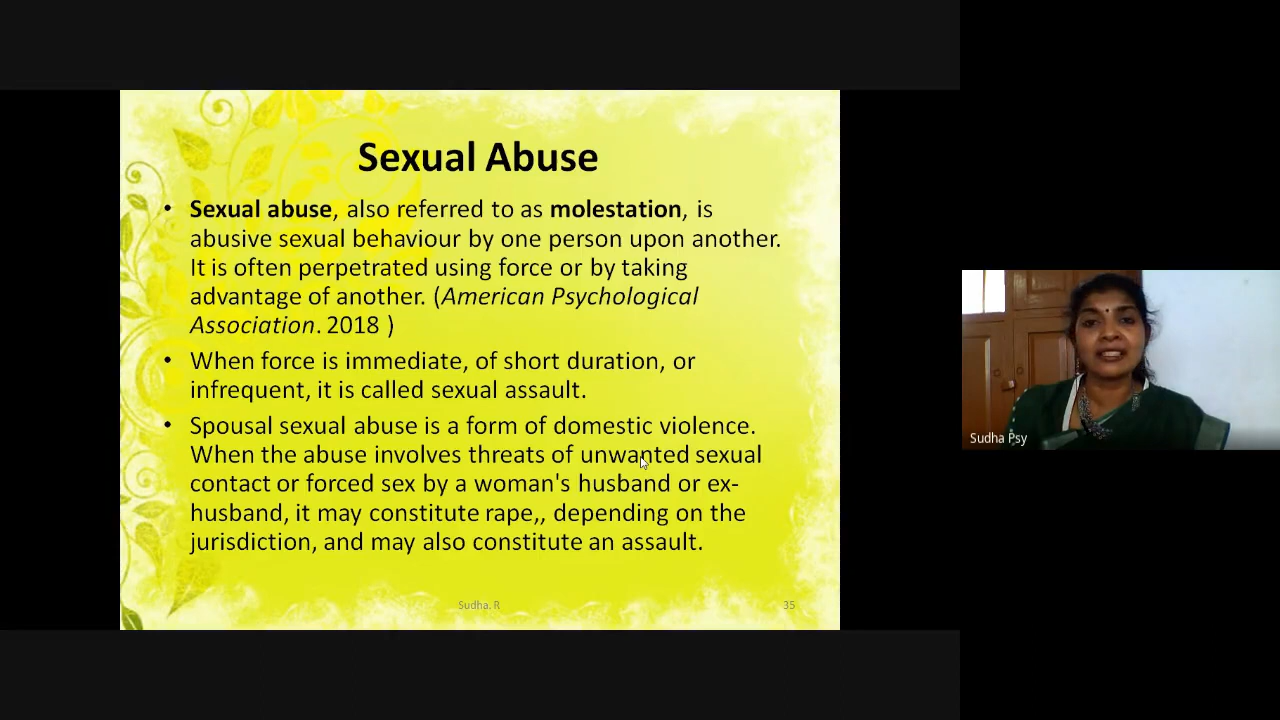 Sexual Abuse
• Sexual abuse, also referred to as molestation, is
abusive sexual behaviour by one person upon another.
It is often perpetrated using force or by taking
advantage of another. (American Psychological
Association. 2018 )
• When force is immediate, of short duration, or
infrequent, it is called sexual assault.
• Spousal sexual abuse is a form of domestic violence.
When the abuse involves threats of unwanted sexual
contact or forced sex by a woman's husband or ex-
husband, it may constitute rape,, depending on the
jurisdiction, and may also constitute an assault.
Sudha. R
35
Sudha Psy